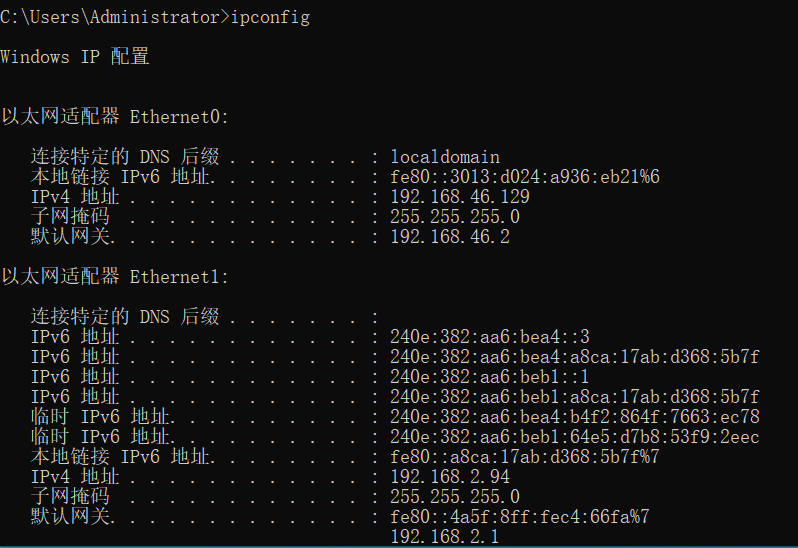 C:\Users\Administrator>ipconfig
Windows IP 配置
以太网适配器 Ethernet0:
连接特定的 DNS 后缀 . . . . . . . : localdomain
本地链接 IPv6 地址. . . . . . . . : fe80::3013:d024:a936:eb21%6
IPv4 地址 . . . . . . . . . . . . : 192.168.46.129
子网掩码  . . . . . . . . . . . . : 255.255.255.0
默认网关. . . . . . . . . . . . . : 192.168.46.2
以太网适配器 Ethernet1:
连接特定的 DNS 后缀 . . . . . . . :
IPv6 地址 . . . . . . . . . . . . : 240e:382:aa6:bea4::3
IPv6 地址 . . . . . . . . . . . . : 240e:382:aa6:bea4:a8ca:17ab:d368:5b7f
IPv6 地址 . . . . . . . . . . . . : 240e:382:aa6:beb1::1
IPv6 地址 . . . . . . . . . . . . : 240e:382:aa6:beb1:a8ca:17ab:d368:5b7f
临时 IPv6 地址. . . . . . . . . . : 240e:382:aa6:bea4:b4f2:864f:7663:ec78
临时 IPv6 地址. . . . . . . . . . : 240e:382:aa6:beb1:64e5:d7b8:53f9:2eec
本地链接 IPv6 地址. . . . . . . . : fe80::a8ca:17ab:d368:5b7f%7
IPv4 地址 . . . . . . . . . . . . : 192.168.2.94
子网掩码  . . . . . . . . . . . . : 255.255.255.0
默认网关. . . . . . . . . . . . . : fe80::4a5f:8ff:fec4:66fa%7
192.168.2.1